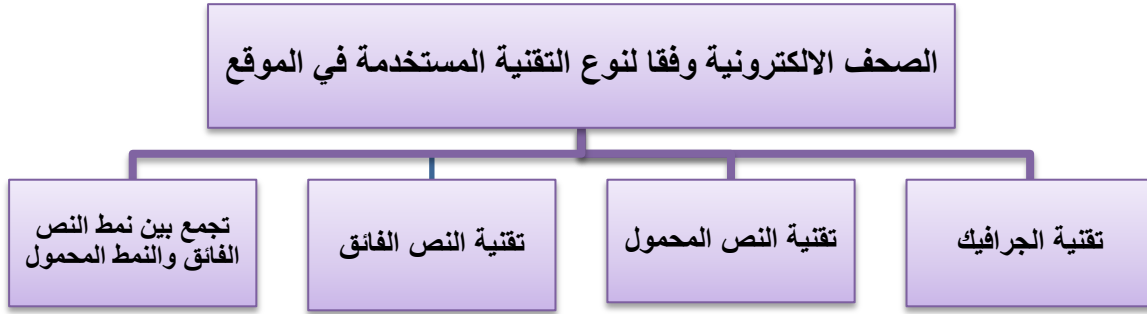 الصحف الالكترونية وفقا لنوع التقنية المستخدمة في الموقع
تقنية الجرافيك
تقنية النص المحمول
تقنية النص الفائق
تجمع بين نمط النص
الفائق والنمط المحمول